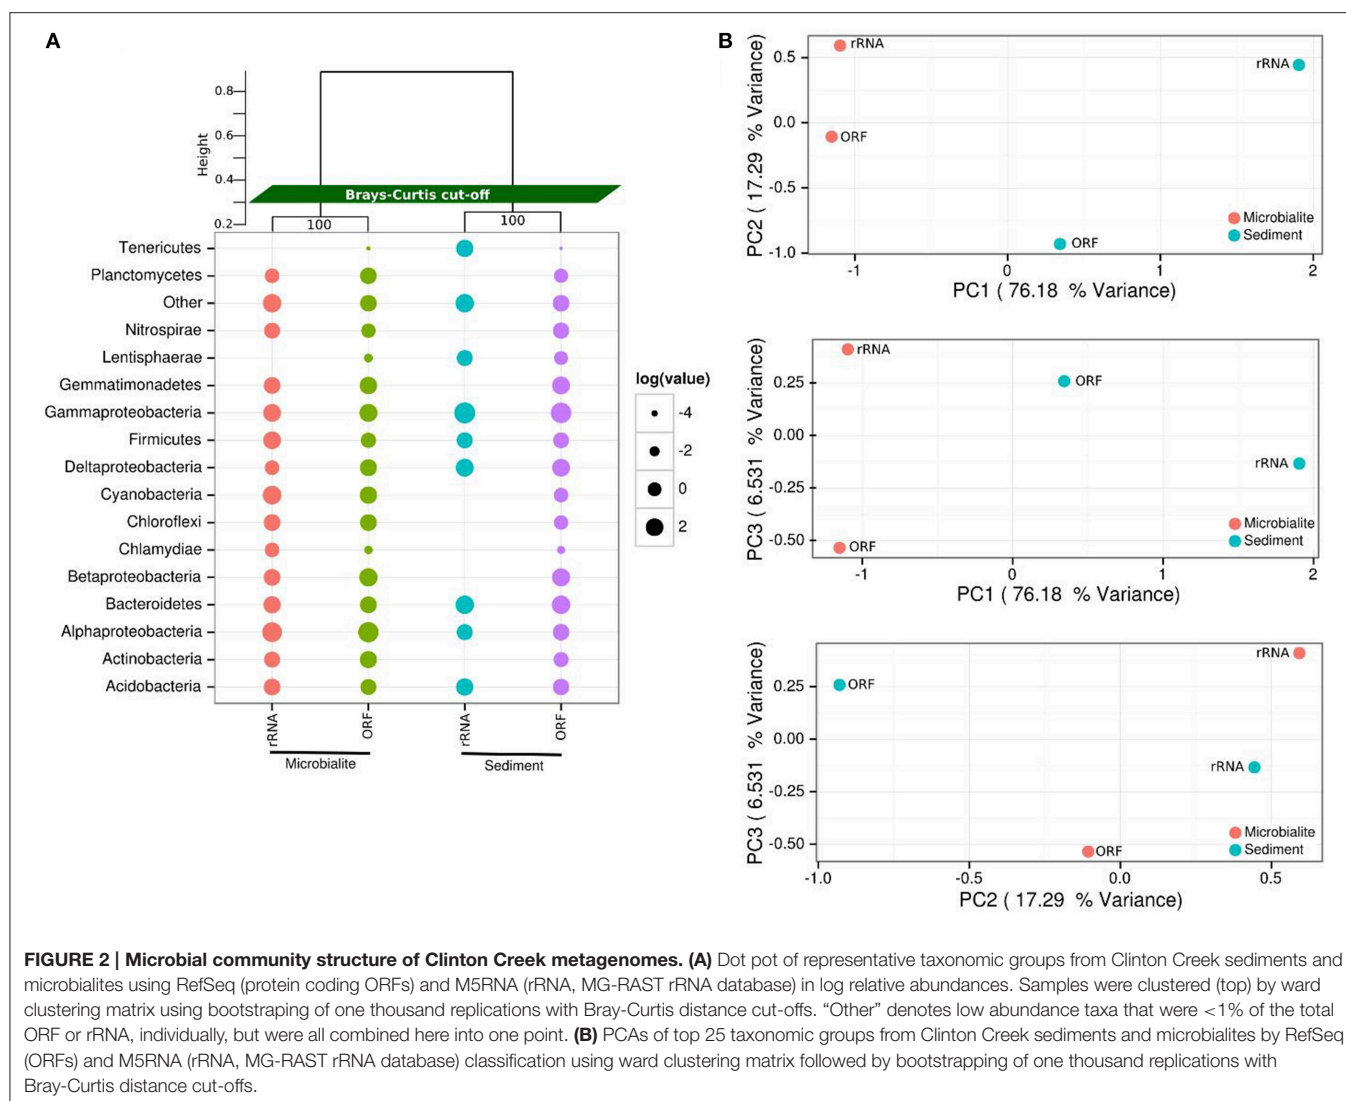 A
B
0.8
0.6
0.4
0.2
Height
Brays-Curtis cut-off
100
100
Tenericutes
Planctomycetes
Other
Nitrospirae
Lentisphaerae
Gemmatimonadetes
Gammaproteobacteria
Firmicutes
Deltaproteobacteria
Cyanobacteria
Chloroflexi
Chlamydiae
Betaproteobacteria
Bacteroidetes
Alphaproteobacteria
Actinobacteria
Acidobacteria
rRNA
ORF
rRNA
ORF
Microbialite
Sediment
log(value)
-4
-2
0
2
PC2 ( 17.29 % Variance)
0.5
0.0
-0.5
-1.0
rRNA
rRNA
ORF
ORF
Microbialite
Sediment
-1
0
1
2
PC1 ( 76.18 % Variance)
PC3 ( 6.531 % Variance)
0.25
0.00
-0.25
-0.50
rRNA
ORF
rRNA
ORF
Microbialite
Sediment
-1
0
1
2
PC1 ( 76.18 % Variance)
PC3 ( 6.531 % Variance)
0.25
0.00
-0.25
-0.50
rRNA
ORF
rRNA
ORF
Microbialite
Sediment
-1.0
-0.5
0.0
0.5
PC2 ( 17.29 % Variance)
FIGURE 2 | Microbial community structure of Clinton Creek metagenomes. (A) Dot pot of representative taxonomic groups from Clinton Creek sediments and
microbialites using RefSeq (protein coding ORFs) and M5RNA (rRNA, MG-RAST rRNA database) in log relative abundances. Samples were clustered (top) by ward
clustering matrix using bootstraping of one thousand replications with Bray-Curtis distance cut-offs. “Other” denotes low abundance taxa that were <1% of the total
ORF or rRNA, individually, but were all combined here into one point. (B) PCAs of top 25 taxonomic groups from Clinton Creek sediments and microbialites by RefSeq
(ORFs) and M5RNA (rRNA, MG-RAST rRNA database) classification using ward clustering matrix followed by bootstrapping of one thousand replications with
Bray-Curtis distance cut-offs.